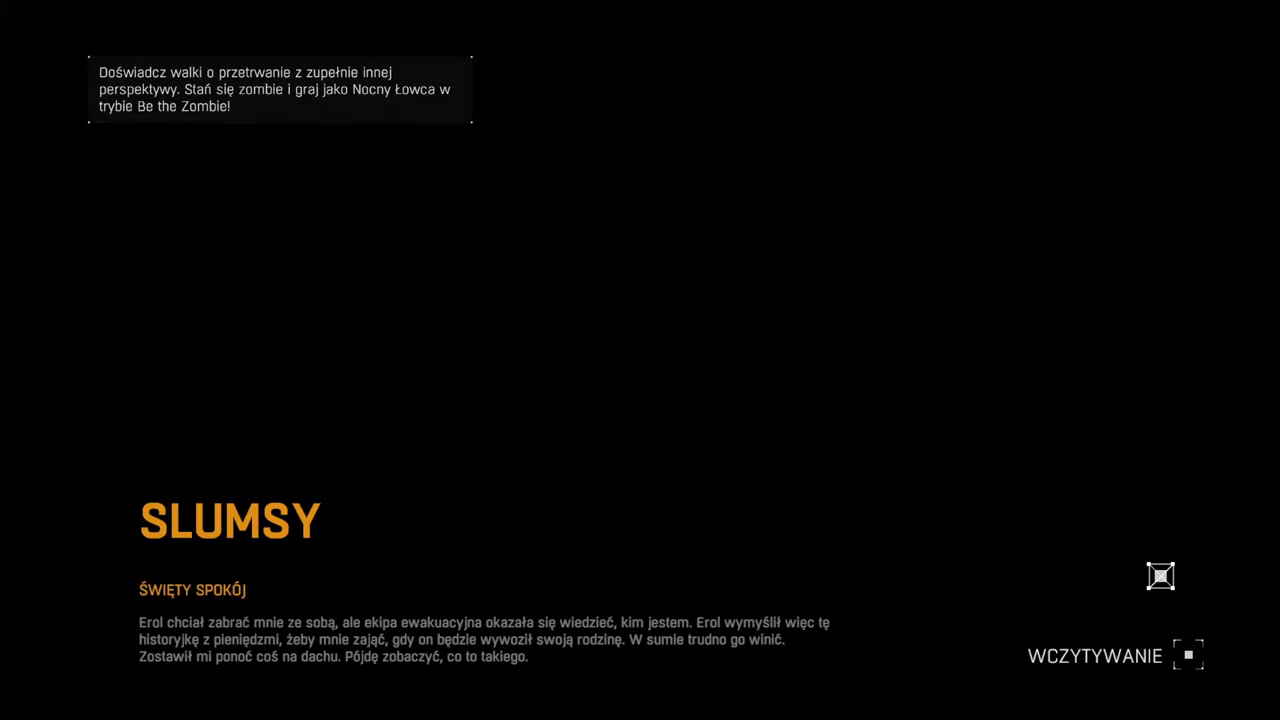 Doświadcz walki o przetrwanie z zupełnie innej
perspektywy. Stań się zombie i graj jako Nocny Łowca w
trybie Be the Zombie!
SLUMSY
ŚWIĘTY SPOKÓJ
Erol chciał zabrać mnie ze sobą, ale ekipa ewakuacyjna okazała się wiedzieć, kim jestem. Erol wymyślił więc tę
historyjkę z pieniędzmi, żeby mnie zająć, gdy on będzie wywoził swoją rodzinę. W sumie trudno go winić.
Zostawił mi ponoć coś na dachu. Pójdę zobaczyć, co to takiego.
WCZYTYWANIE